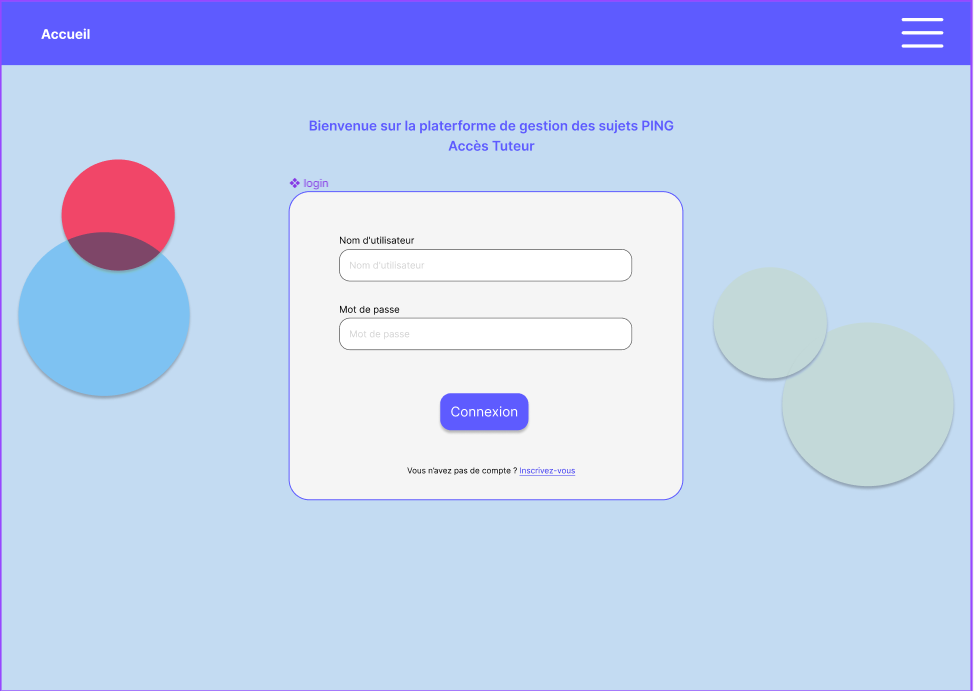 Accueil
Bienvenue sur la platerforme de gestion des sujets PING
Accès Tuteur
login
Nom d'utilisateur
Nom d'utilisateur
Mot de passe
Mot de passe
Connexion
Vous n'avez pas de compte ? Inscrivez-vous